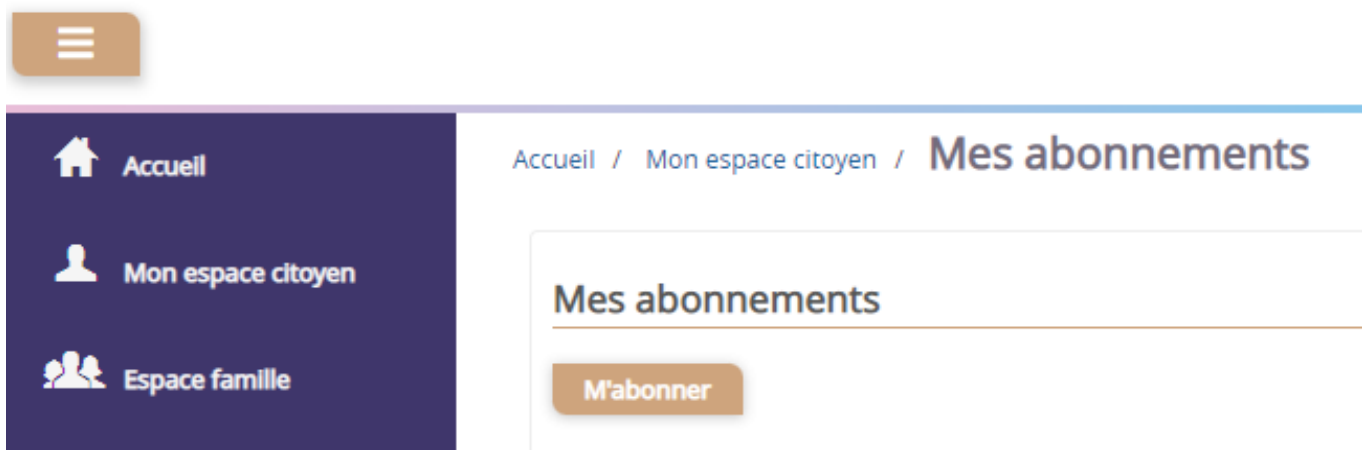 Accueil
Mon espace citoyen
Espace famille
Accueil / Mon espace citoyen / Mes abonnements
Mes abonnements
M'abonner